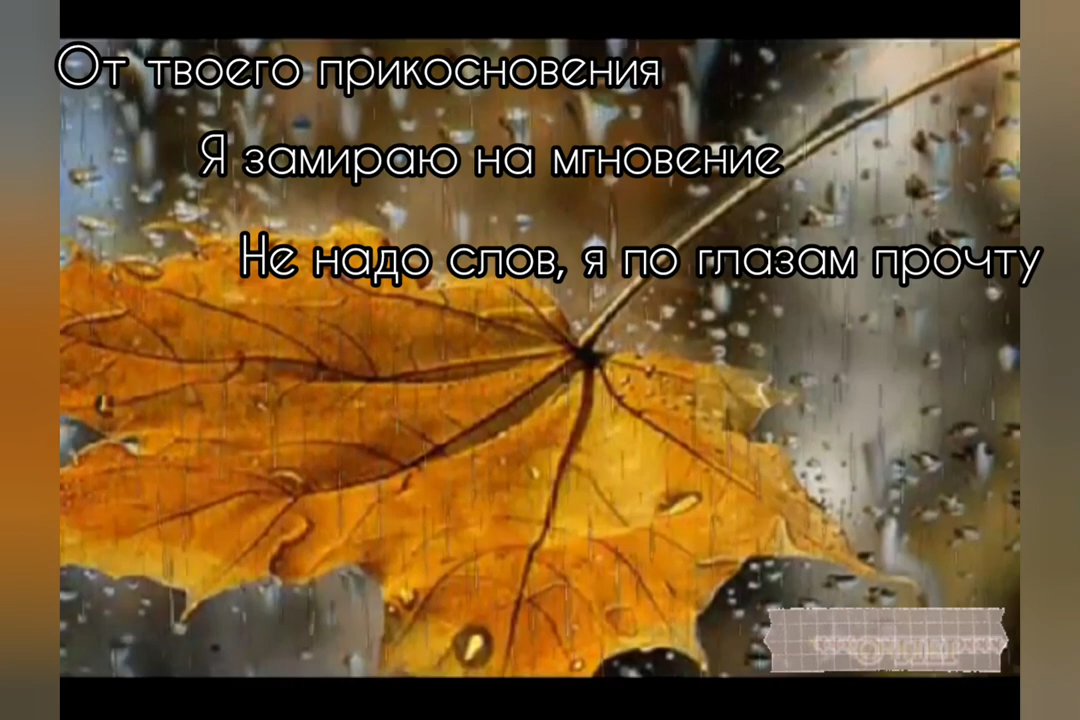 От твоего прикосновения
Я замираю на мгновение
Не надо слов, я по глазам прочту